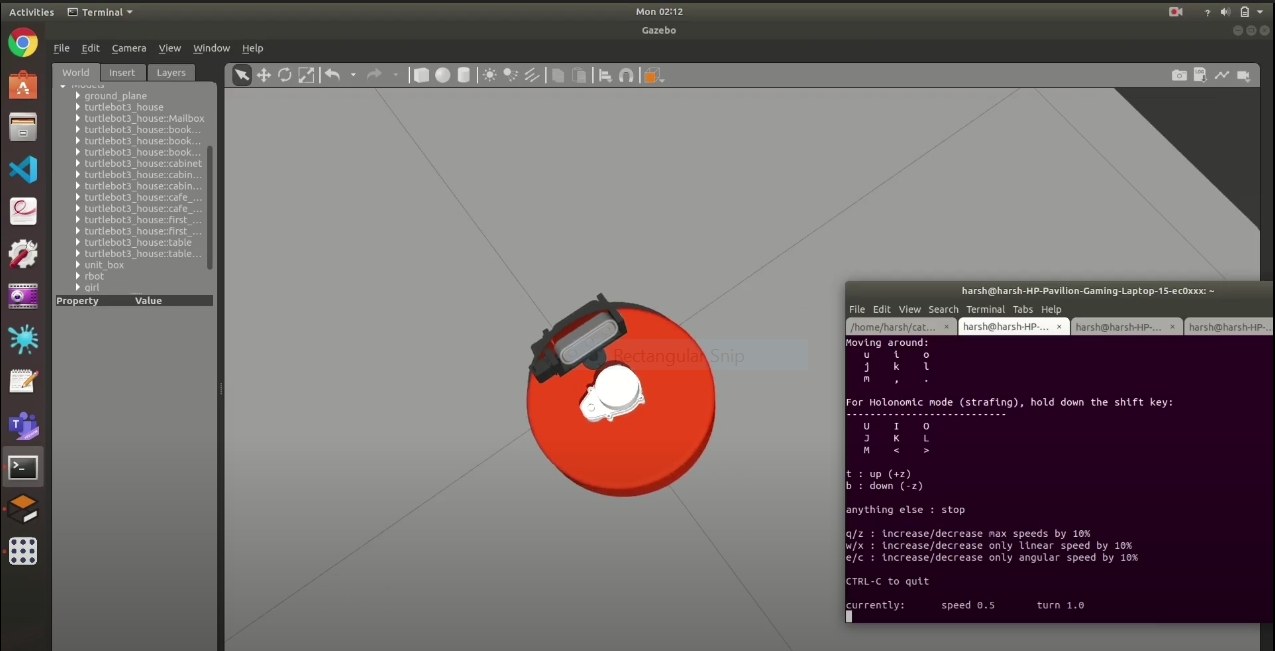 Activities Terminal Mon 02:12
Gazebo
File Edit Camera View Window Help
World Insert Layers
Models
ground_plane
turtlebot3_house
turtlebot3_house::Mailbox
turtlebot3_house::book...
turtlebot3_house::book...
turtlebot3_house::book...
turtlebot3_house::cabinet
turtlebot3_house::cabin...
turtlebot3_house::cabin...
turtlebot3_house::cafe_...
turtlebot3_house::cafe_...
turtlebot3_house::first_...
turtlebot3_house::first_...
turtlebot3_house::table
turtlebot3_house::table...
unit_box
rbot
girl
Property Value
Rectangular Snip
harsh@harsh-HP-Pavilion-Gaming-Laptop-15-ec0xxx: ~
File Edit View Search Terminal Tabs Help
/home/harsh/cat... × harsh@harsh-HP-... × harsh@harsh-HP-... × harsh@harsh-HP-...
Moving around:
u i o
j k l
m , .
For Holonomic mode (strafing), hold down the shift key:
---------------------------
U I O
J K L
M < >
t : up (+z)
b : down (-z)
anything else : stop
q/z : increase/decrease max speeds by 10%
w/x : increase/decrease only linear speed by 10%
e/c : increase/decrease only angular speed by 10%
CTRL-C to quit
currently: speed 0.5 turn 1.0